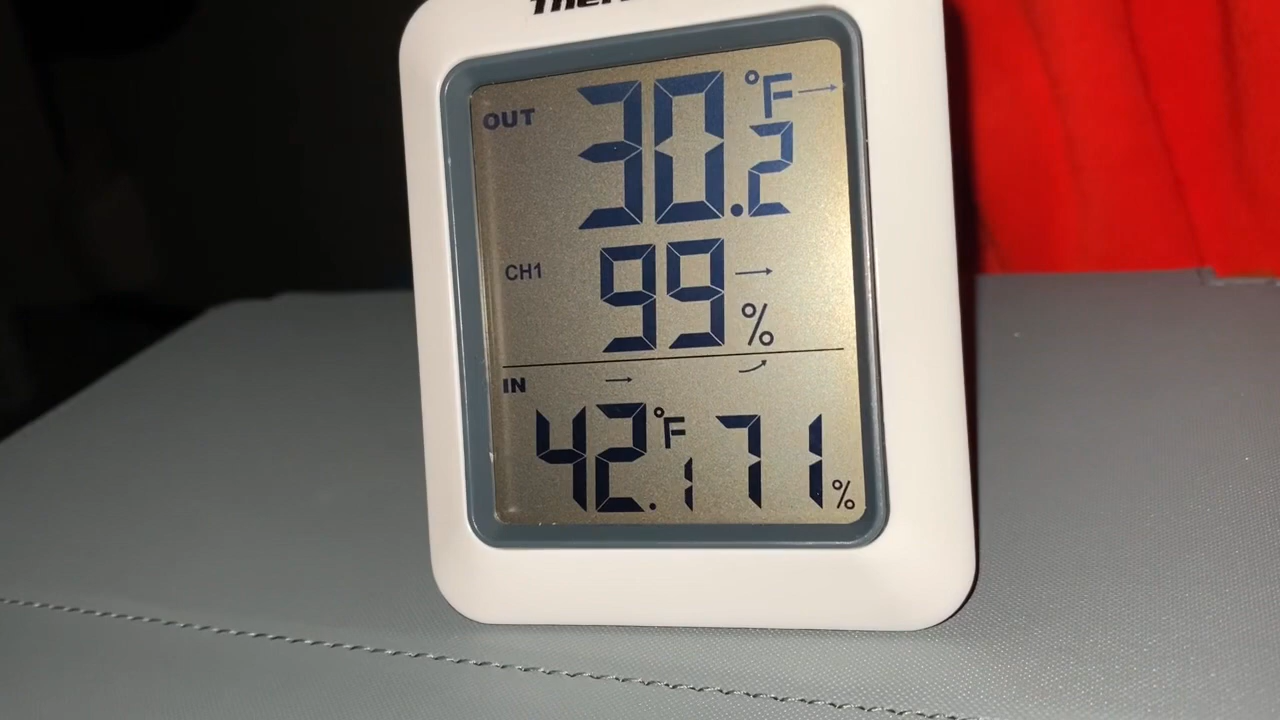 OUT 30.2 °F →
CH1 99 % →
IN 42.1 °F 71 %